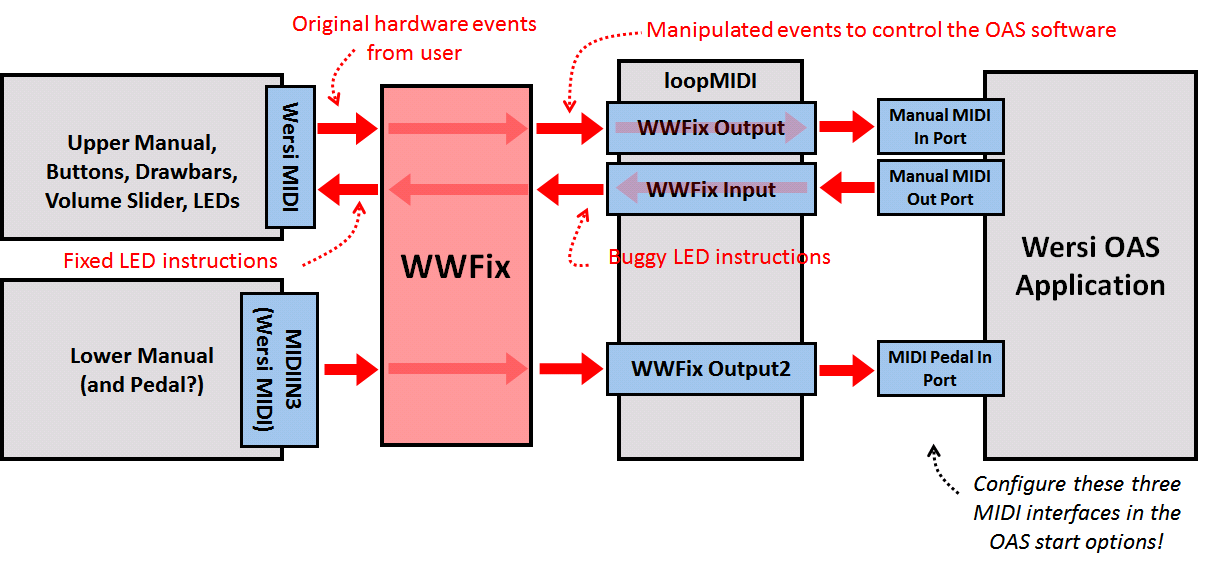 Original hardware events
from user
Manipulated events to control the OAS software
loopMIDI
Upper Manual,
Buttons, Drawbars,
Volume Slider, LEDs
Wersi MIDI
WWFix Output
Manual MIDI
In Port
WWFix Input
Manual MIDI
Out Port
Fixed LED instructions
WWFix
Buggy LED instructions
Wersi OAS
Application
Lower Manual
(and Pedal?)
MIDIIN3
(Wersi MIDI)
WWFix Output2
MIDI Pedal In
Port
Configure these three
MIDI interfaces in the
OAS start options!